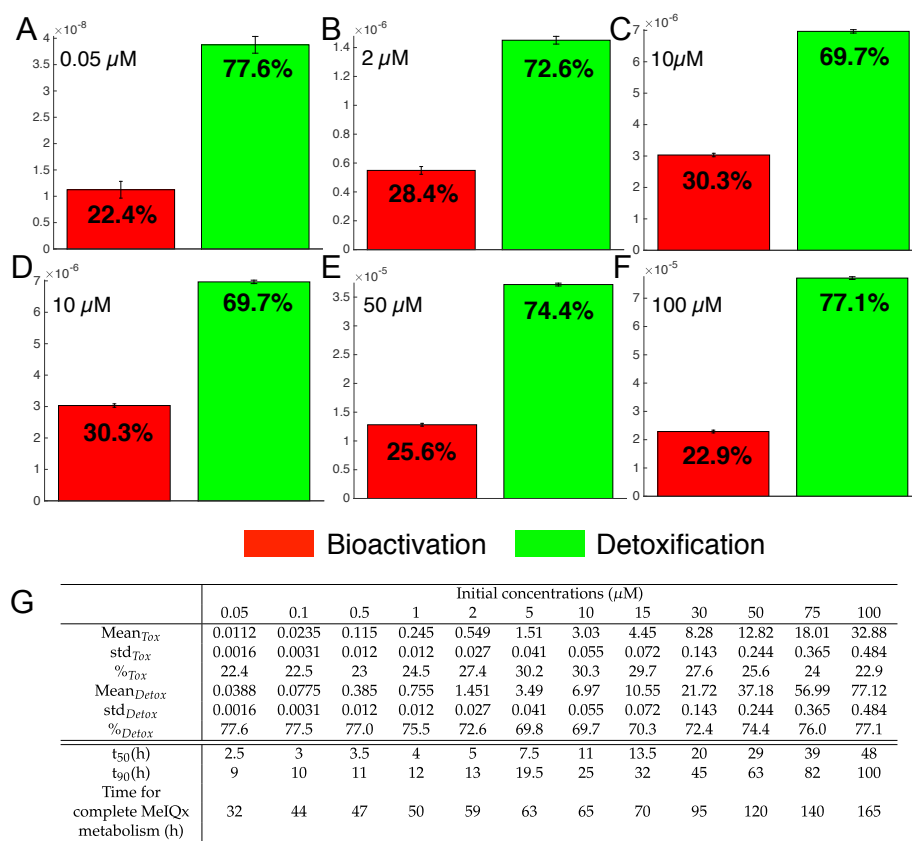 A
×10⁻⁸
0.05 µM
4
3.5
3
2.5
2
1.5
1
0.5
0
22.4%
77.6%
B
×10⁻⁶
2 µM
1.4
1.2
1
0.8
0.6
0.4
0.2
0
28.4%
72.6%
C
×10⁻⁶
10µM
7
6
5
4
3
2
1
0
30.3%
69.7%
D
×10⁻⁶
10 µM
7
6
5
4
3
2
1
0
30.3%
69.7%
E
×10⁻⁵
50 µM
3.5
3
2.5
2
1.5
1
0.5
0
25.6%
74.4%
F
×10⁻⁵
100 µM
7
6
5
4
3
2
1
0
22.9%
77.1%
Bioactivation Detoxification
G
Initial concentrations (µM)
0.05 0.1 0.5 1 2 5 10 15 30 50 75 100
Mean_Tox 0.0112 0.0235 0.115 0.245 0.549 1.51 3.03 4.45 8.28 12.82 18.01 32.88
std_Tox 0.0016 0.0031 0.012 0.012 0.027 0.041 0.055 0.072 0.143 0.244 0.365 0.484
%_Tox 22.4 22.5 23 24.5 27.4 30.2 30.3 29.7 27.6 25.6 24 22.9
Mean_Detox 0.0388 0.0775 0.385 0.755 1.451 3.49 6.97 10.55 21.72 37.18 56.99 77.12
std_Detox 0.0016 0.0031 0.012 0.012 0.027 0.041 0.055 0.072 0.143 0.244 0.365 0.484
%_Detox 77.6 77.5 77.0 75.5 72.6 69.8 69.7 70.3 72.4 74.4 76.0 77.1
t₅₀(h) 2.5 3 3.5 4 5 7.5 11 13.5 20 29 39 48
t₉₀(h) 9 10 11 12 13 19.5 25 32 45 63 82 100
Time for
complete MeIQx 32 44 47 50 59 63 65 70 95 120 140 165
metabolism (h)